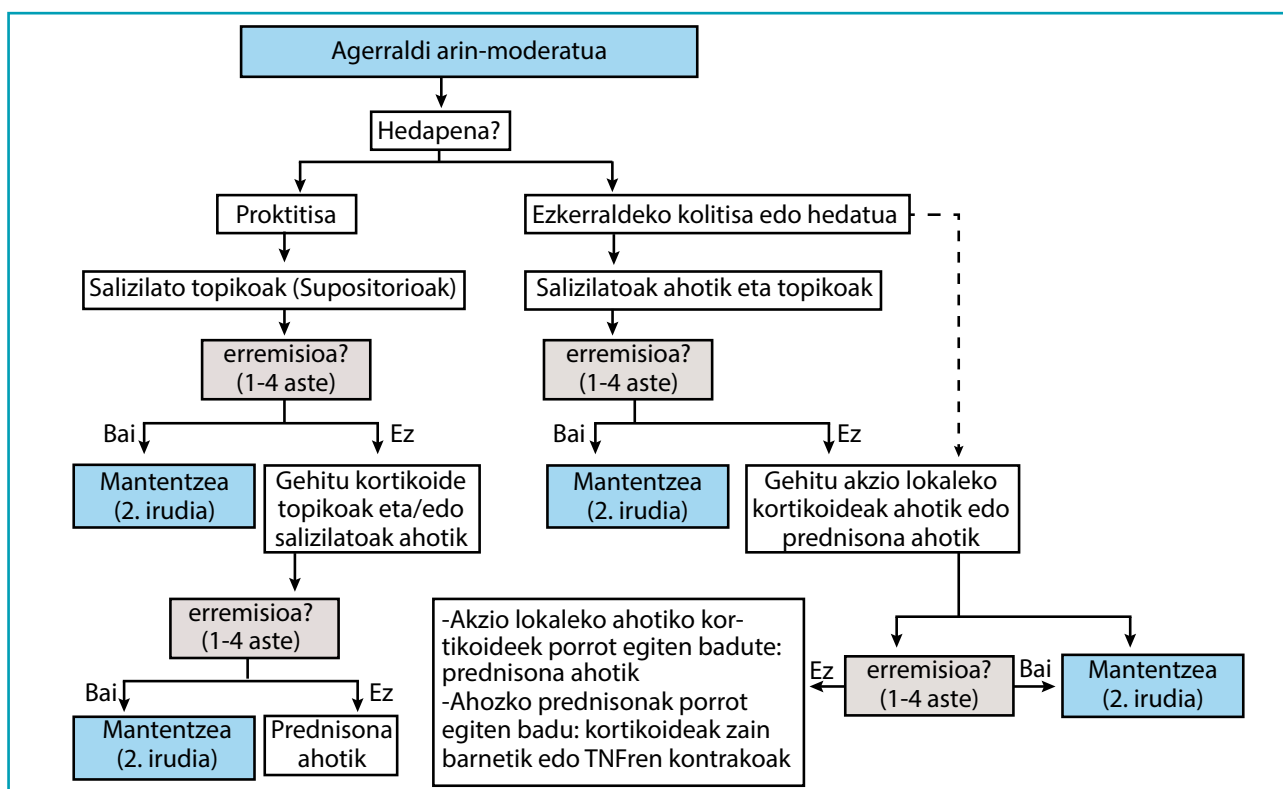 Agerraldi arin-moderatua
Hedapena?
Proktitisa
Ezkerraldeko kolitisa edo hedatua
Salizilato topikoak (Supositorioak)
Salizilatoak ahotik eta topikoak
erremisioa?
(1-4 aste)
erremisioa?
(1-4 aste)
Bai
Ez
Bai
Ez
Mantentzea
(2. irudia)
Gehitu kortikoide
topikoak eta/edo
salizilatoak ahotik
Mantentzea
(2. irudia)
Gehitu akzio lokaleko
kortikoideak ahotik edo
prednisona ahotik
erremisioa?
(1-4 aste)
Bai
Ez
Mantentzea
(2. irudia)
Prednisona
ahotik
-Akzio lokaleko ahotiko kor-
tikoideek porrot egiten badute:
prednisona ahotik
-Ahozko prednisonak porrot
egiten badu: kortikoideak zain
barnetik edo TNFren kontrakoak
Ez
erremisioa?
(1-4 aste)
Bai
Mantentzea
(2. irudia)